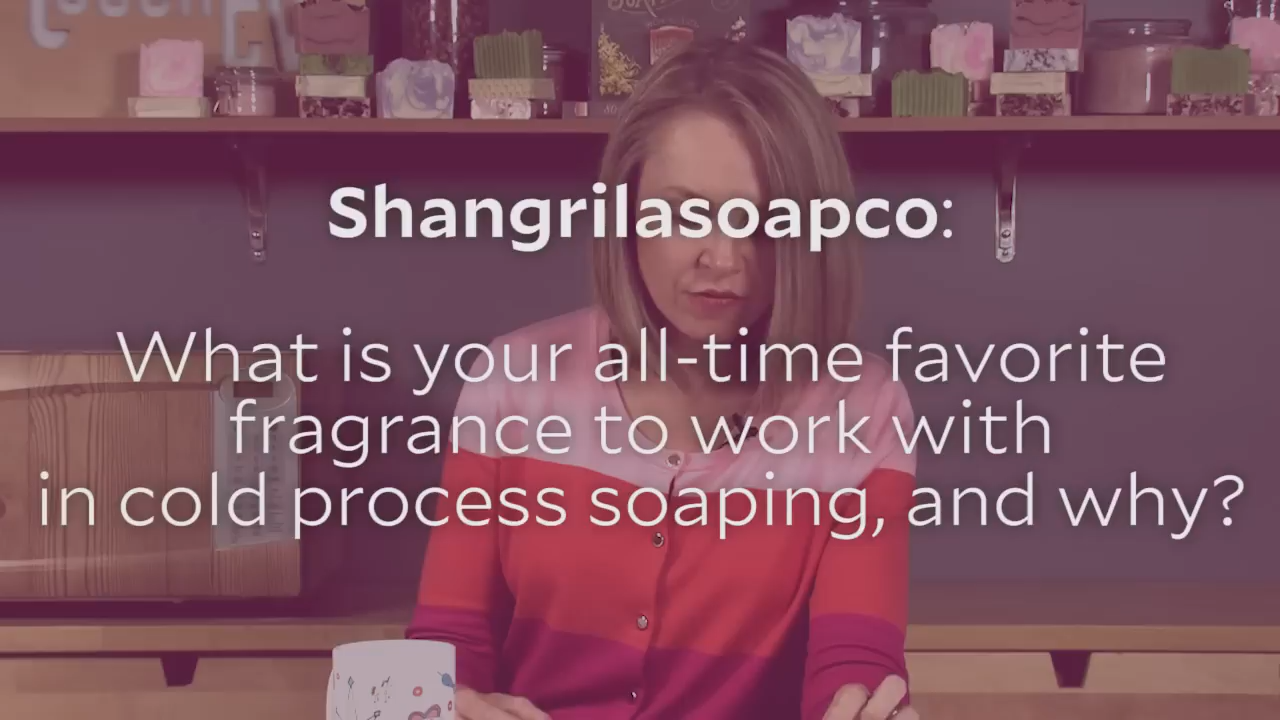 Shangrilasoapco:
What is your all-time favorite
fragrance to work with
in cold process soaping, and why?